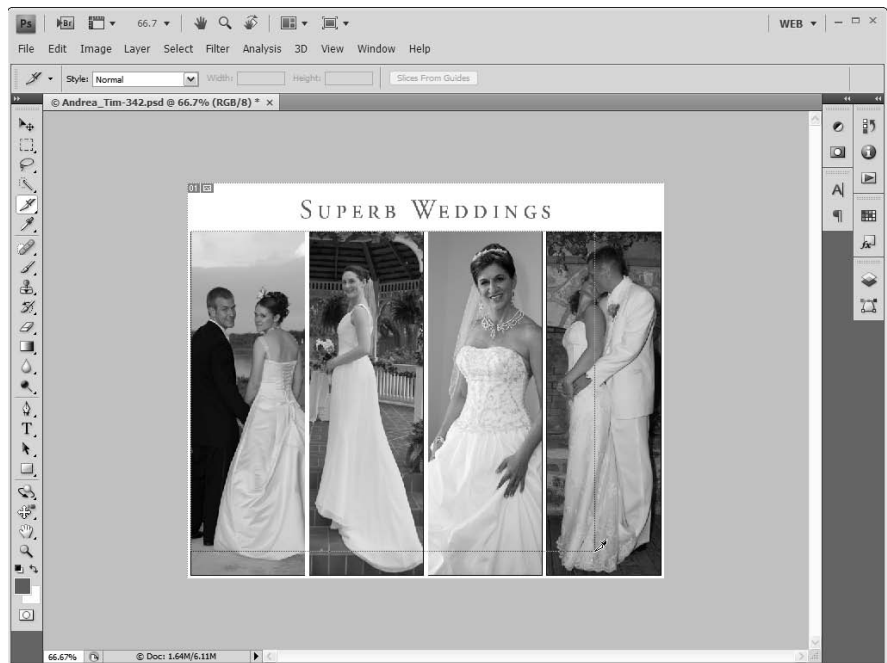 Ps Br 66.7 WEB
File Edit Image Layer Select Filter Analysis 3D View Window Help
Style: Normal Width: Height: Slices From Guides
© Andrea_Tim-342.psd @ 66.7% (RGB/8) * ×
01
SUPERB WEDDINGS
66.67% © Doc: 1.64M/6.11M